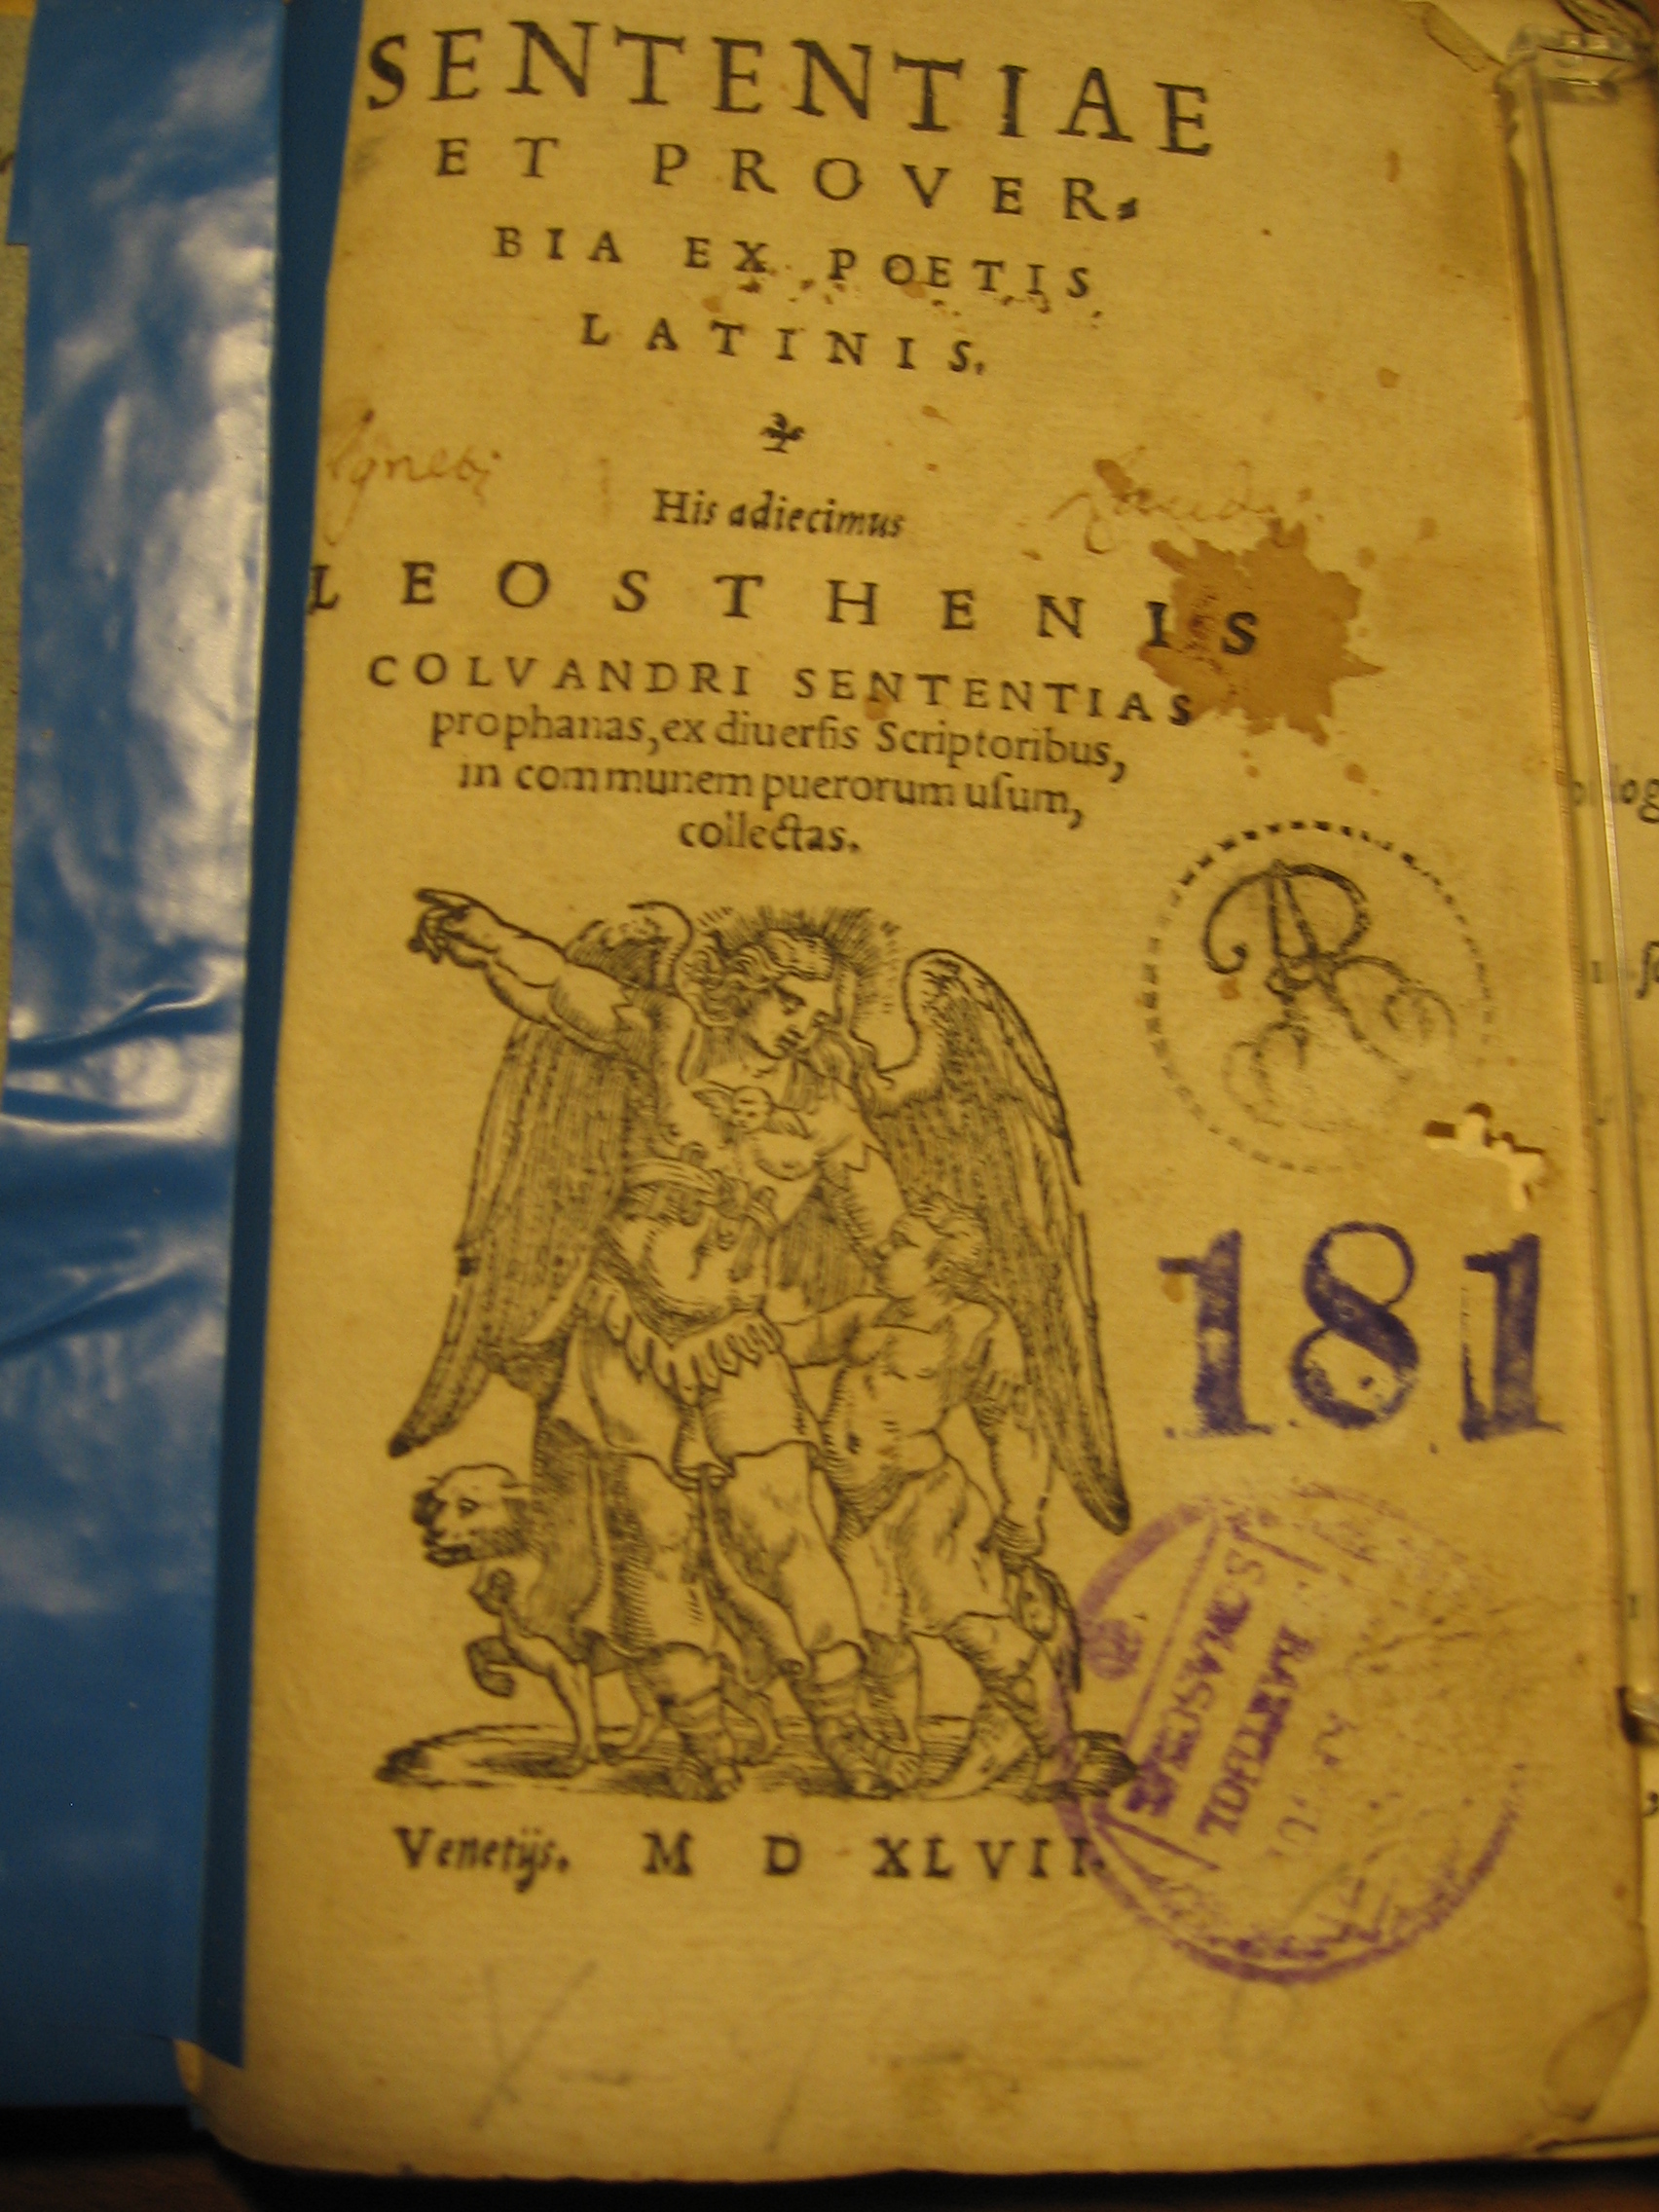 SENTENTIAE
ET PROVER-
BIA EX POETIS
LATINIS.
His adiecimus
LEOSTHENIS
COLVANDRI SENTENTIAS
prophanas, ex diuersis Scriptoribus,
in communem puerorum usum,
collectas.
181
Venetijs. M D XLVII.